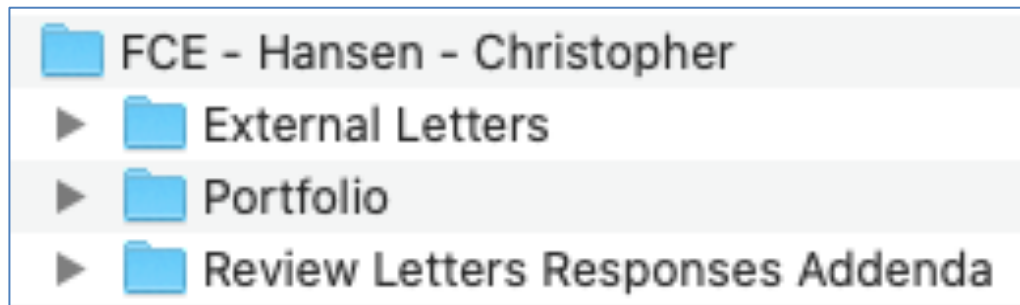 FCE - Hansen - Christopher
External Letters
Portfolio
Review Letters Responses Addenda